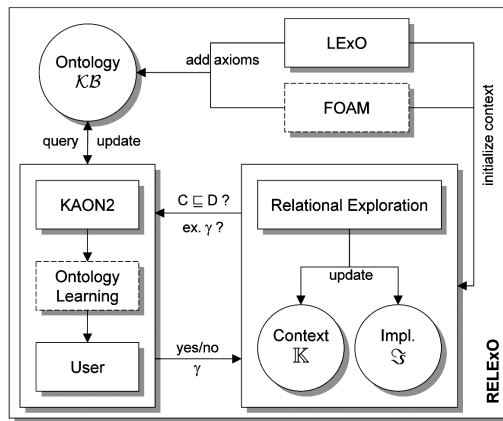 Ontology
𝒦ℬ
add axioms
LExO
FOAM
initialize context
query update
KAON2
Ontology
Learning
User
C ⊑ D ?
ex. γ ?
yes/no
γ
Relational Exploration
update
Context
𝕂
Impl.
ℑ
RELExO